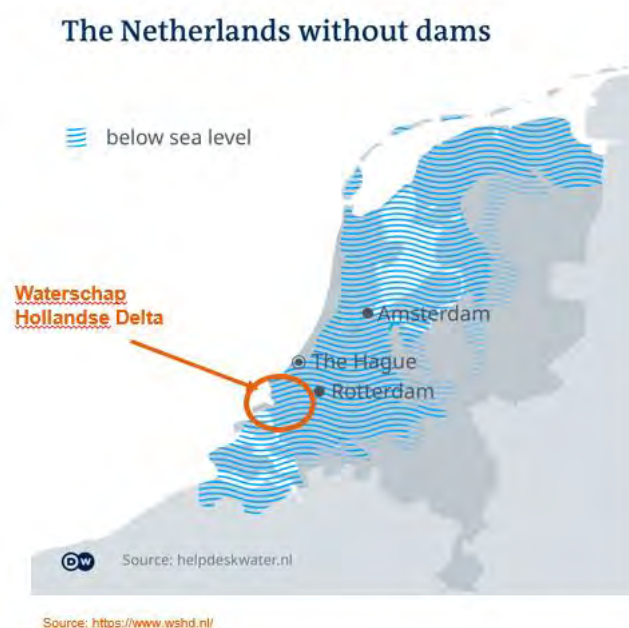 The Netherlands without dams
below sea level
Waterschap
Hollandse Delta
Amsterdam
The Hague
Rotterdam
DW
Source: helpdeskwater.nl
Source: https://www.wshd.nl/